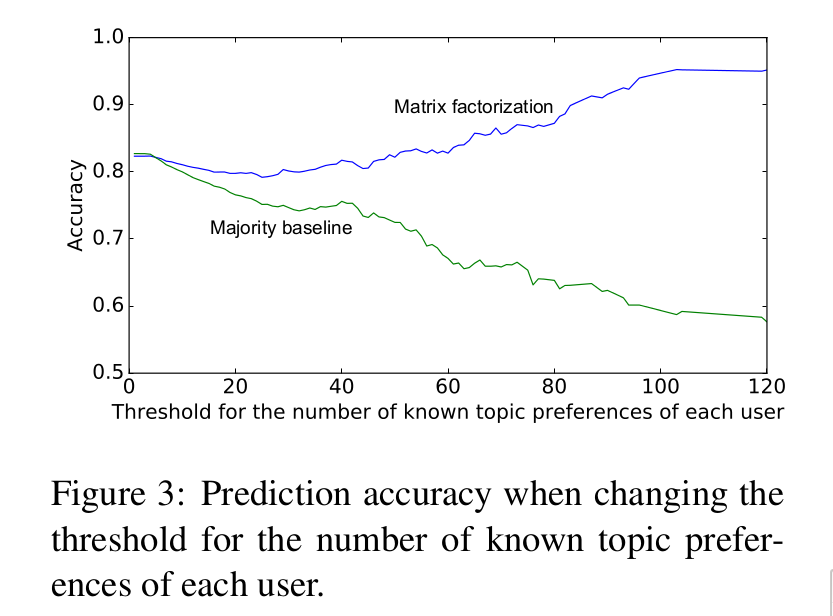 1.0
0.9
Matrix factorization
0.8
Accuracy
0.7
Majority baseline
0.6
0.5
0 20 40 60 80 100 120
Threshold for the number of known topic preferences of each user
Figure 3: Prediction accuracy when changing the
threshold for the number of known topic prefer-
ences of each user.